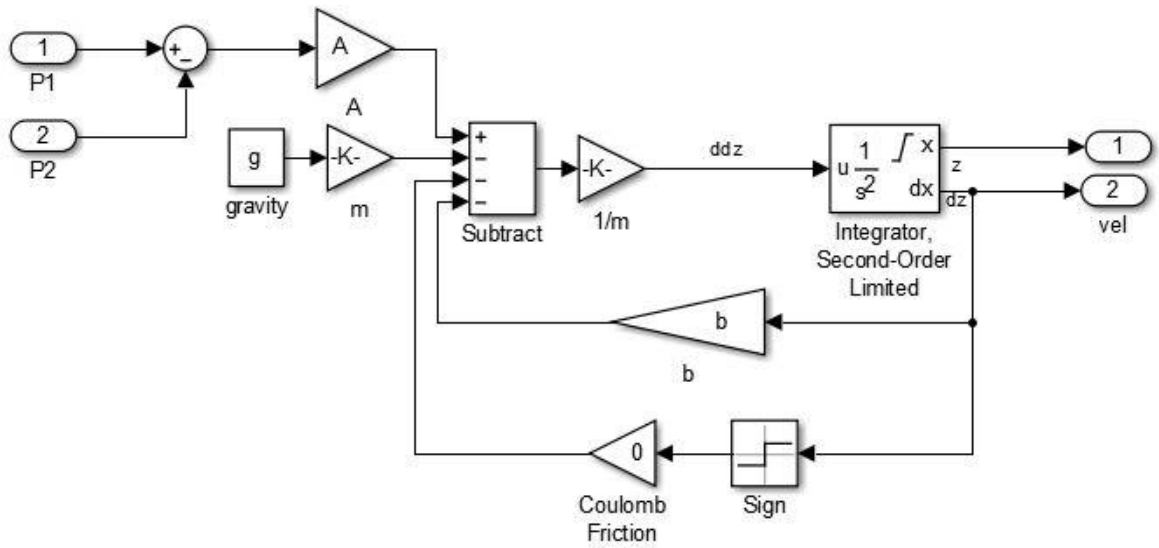 1
P1
+
−
A
A
2
P2
g
gravity
-K-
m
+
−
−
−
Subtract
-K-
1/m
ddz
u 1/s²
x
dx
Integrator,
Second-Order
Limited
z
dz
1
2
vel
b
b
0
Coulomb
Friction
Sign